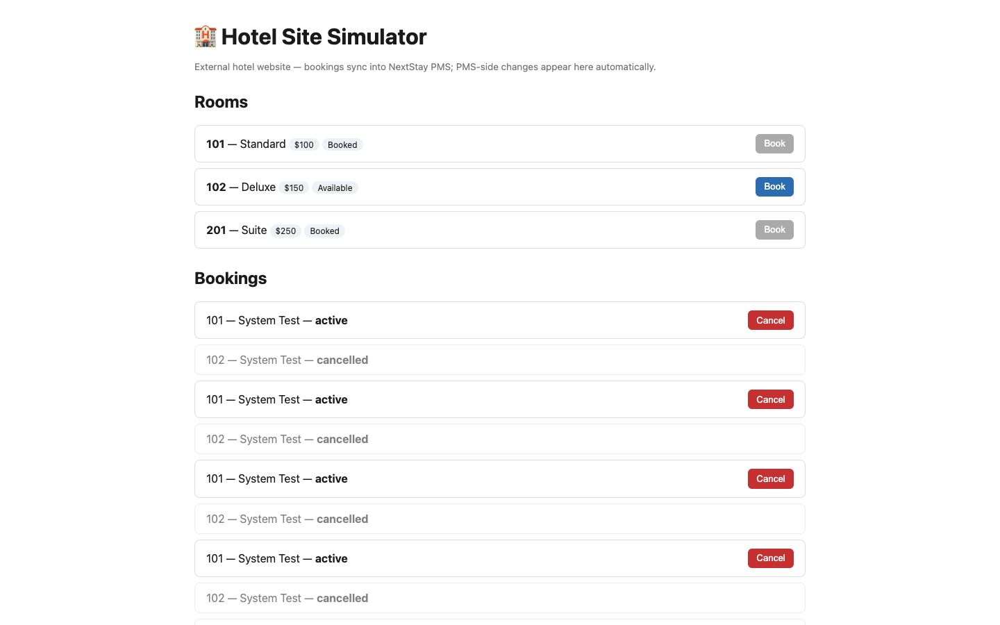 Hotel Site Simulator
External hotel website — bookings sync into NextStay PMS; PMS-side changes appear here automatically.
Rooms
101 — Standard $100 Booked Book
102 — Deluxe $150 Available Book
201 — Suite $250 Booked Book
Bookings
101 — System Test — active Cancel
102 — System Test — cancelled
101 — System Test — active Cancel
102 — System Test — cancelled
101 — System Test — active Cancel
102 — System Test — cancelled
101 — System Test — active Cancel
102 — System Test — cancelled